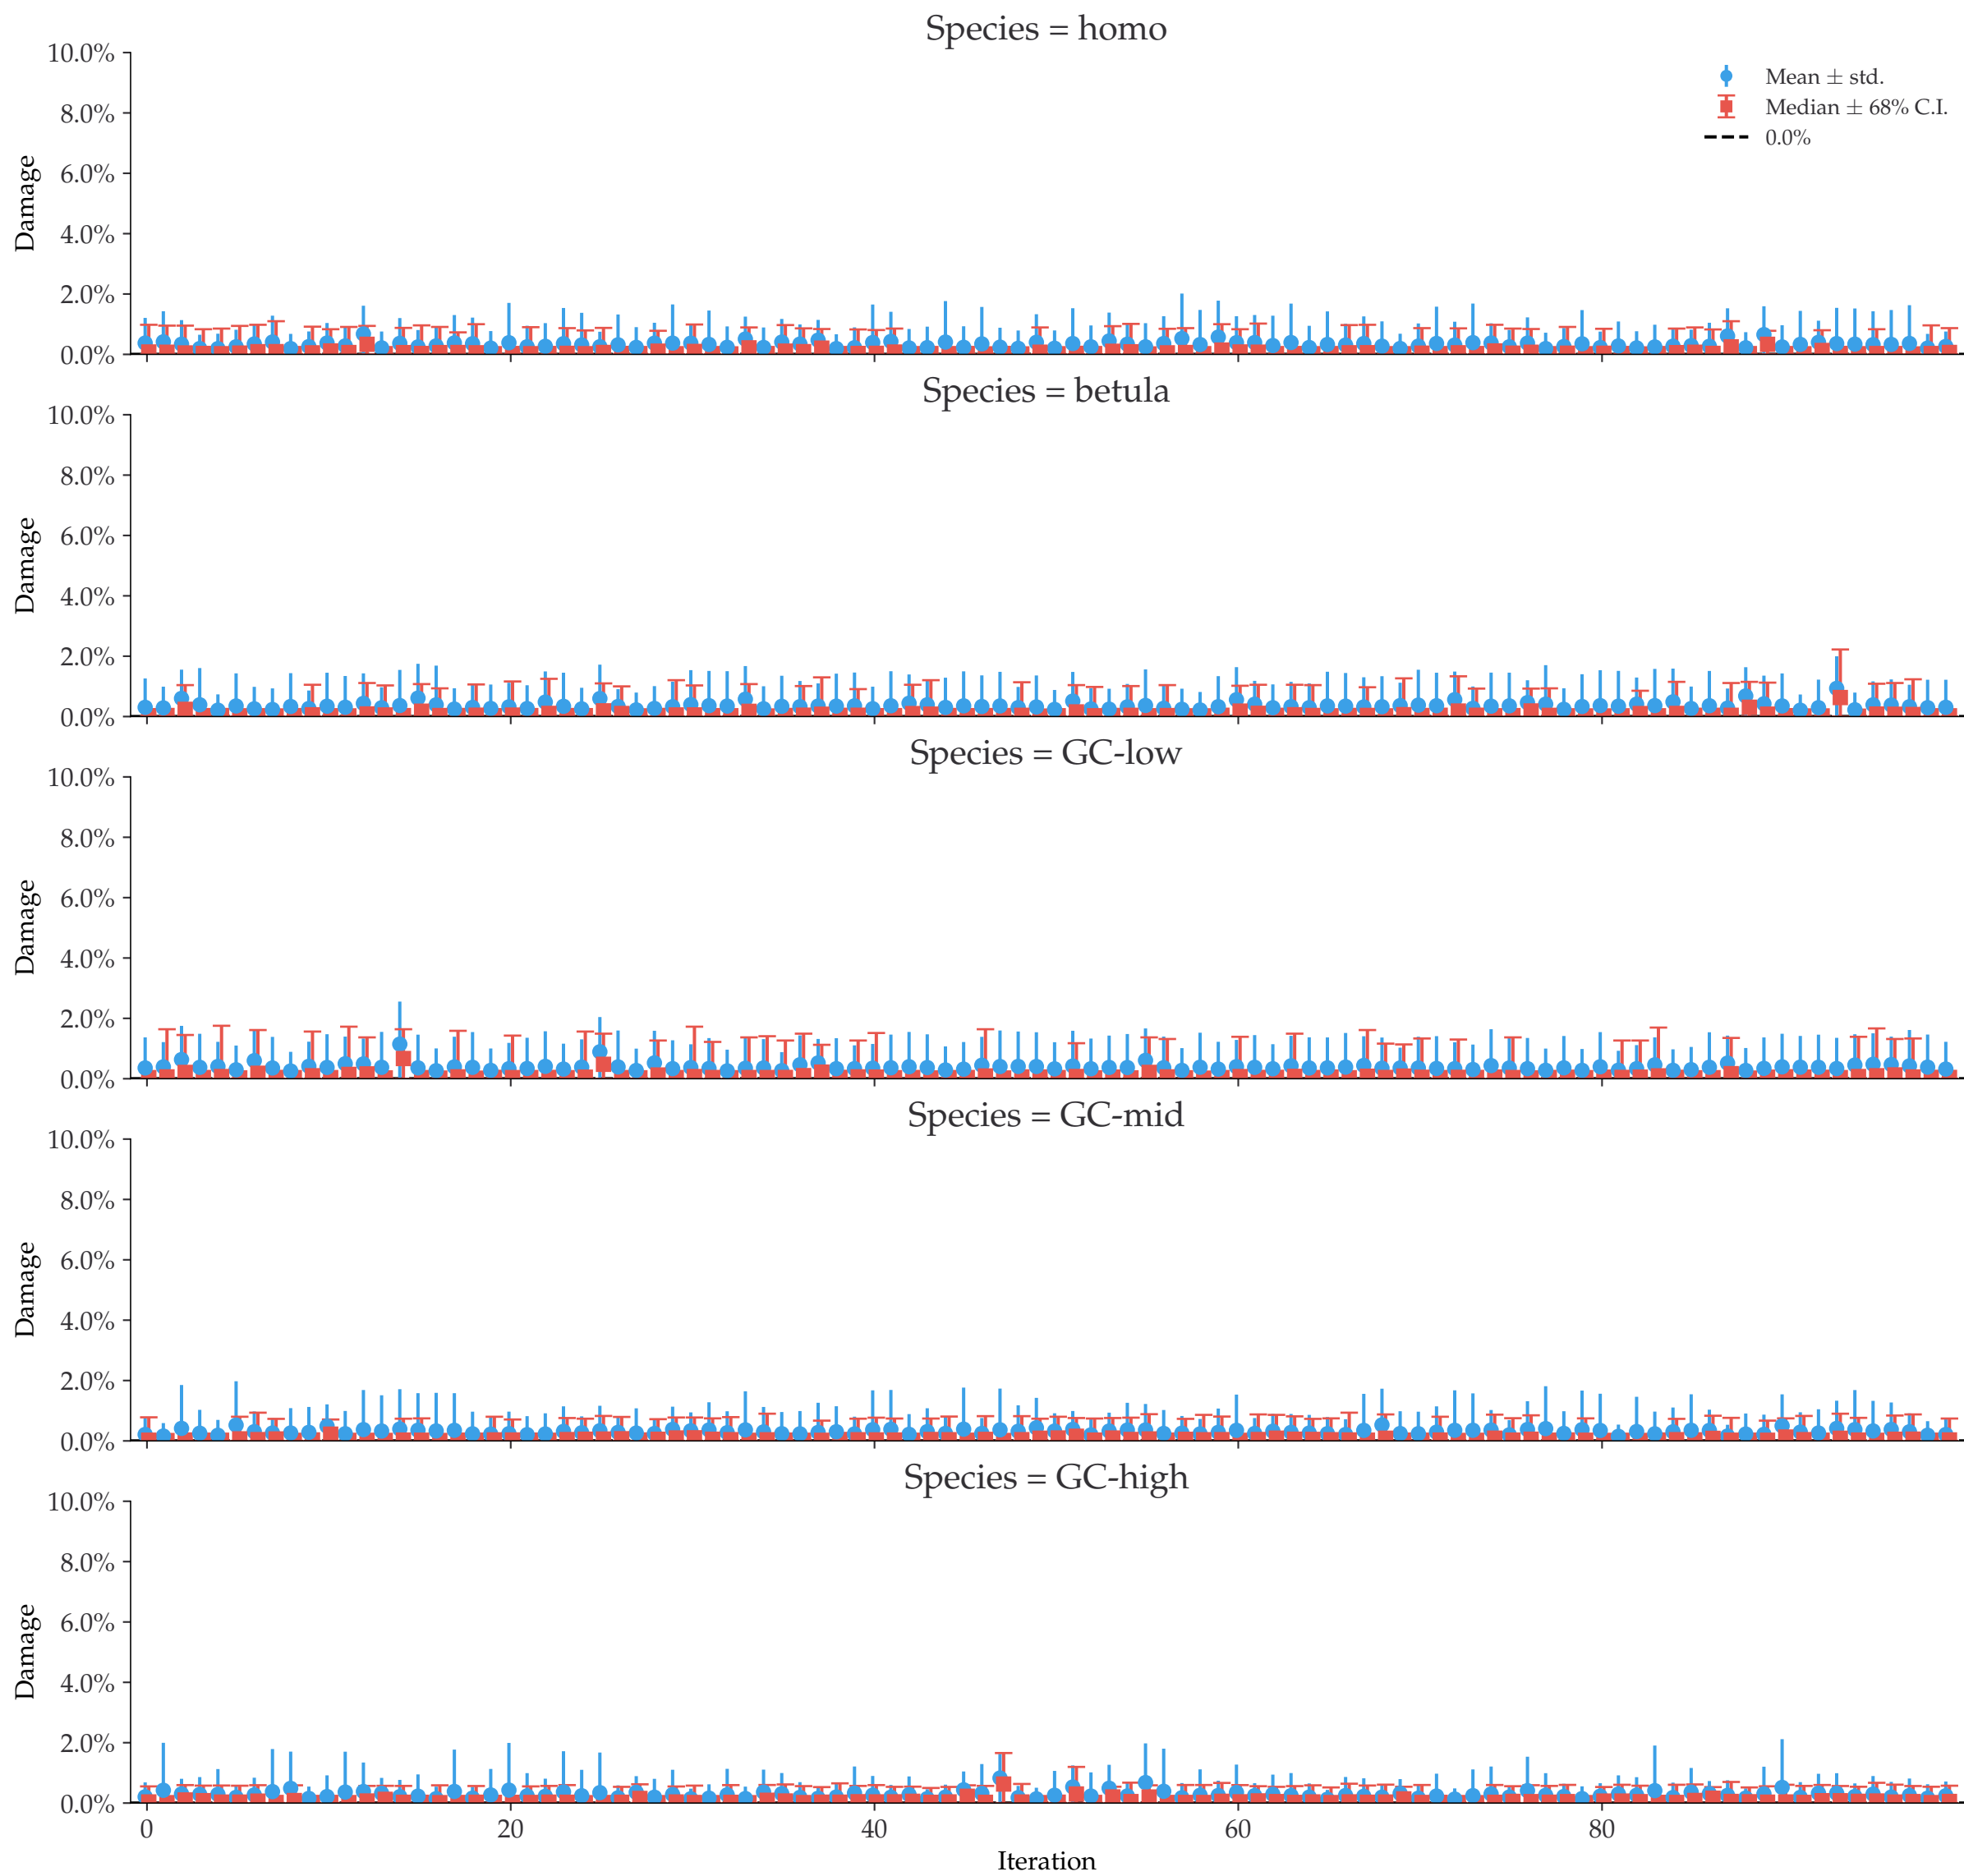 Species = homo
10.0%
8.0%
6.0%
4.0%
2.0%
0.0%
Damage
Mean ± std.
Median ± 68% C.I.
0.0%
Species = betula
10.0%
8.0%
6.0%
4.0%
2.0%
0.0%
Damage
Species = GC-low
10.0%
8.0%
6.0%
4.0%
2.0%
0.0%
Damage
Species = GC-mid
10.0%
8.0%
6.0%
4.0%
2.0%
0.0%
Damage
Species = GC-high
10.0%
8.0%
6.0%
4.0%
2.0%
0.0%
Damage
0 20 40 60 80
Iteration